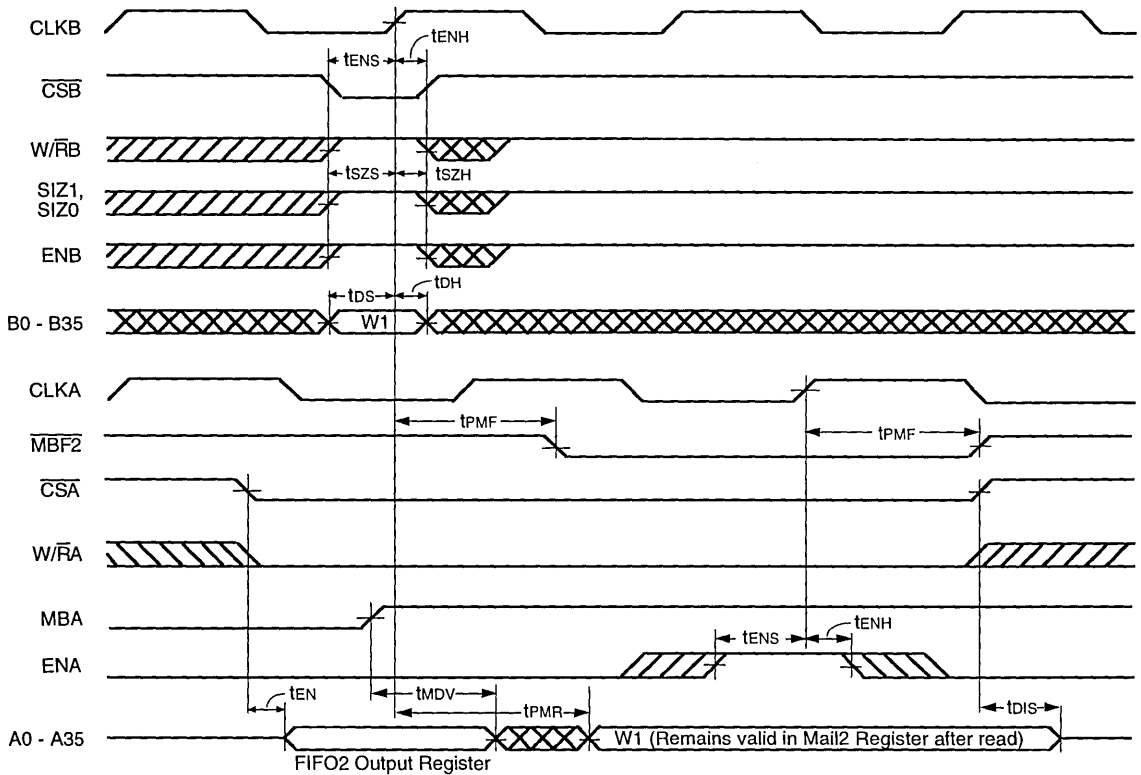 CLKB
tENH
tENS
CSB
W/RB
tSZS
tSZH
SIZ1,
SIZ0
ENB
tDH
tDS
B0 - B35
W1
CLKA
tPMF
tPMF
MBF2
CSA
W/RA
MBA
tENS
tENH
ENA
tEN
tMDV
tPMR
tDIS
A0 - A35
W1 (Remains valid in Mail2 Register after read)
FIFO2 Output Register